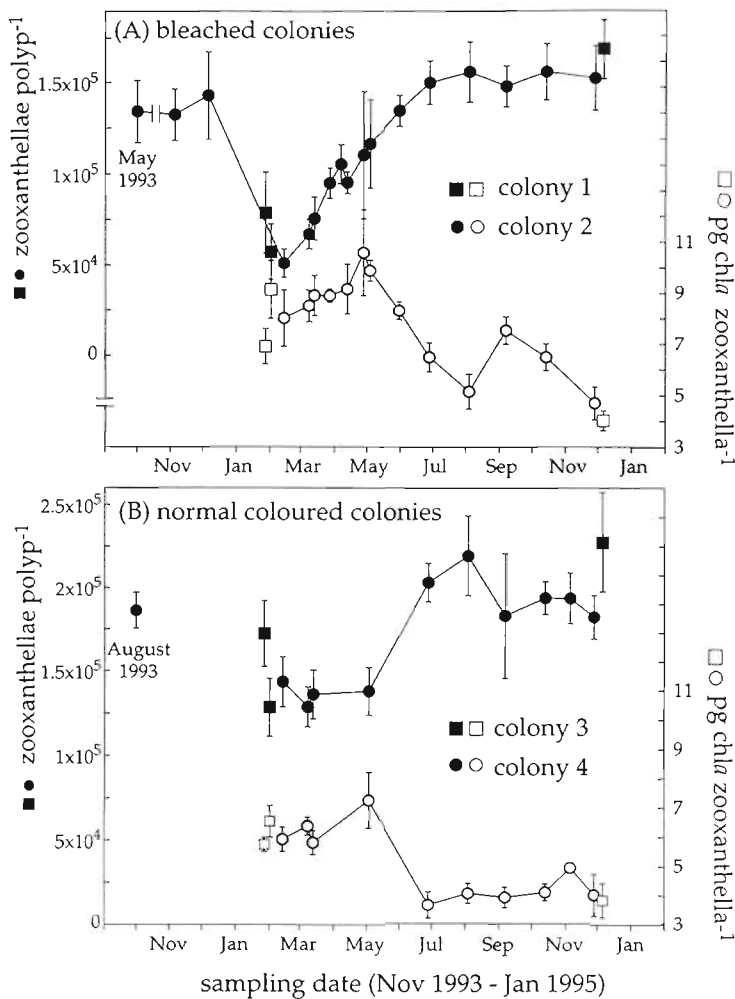 (A) bleached colonies
■● zooxanthellae polyp-1
1.5x10^5
1x10^5
5x10^4
0
May
1993
■ □ colony 1
● ○ colony 2
11
9
7
5
3
□○ pg chla zooxanthella-1
Nov Jan Mar May Jul Sep Nov Jan
(B) normal coloured colonies
■● zooxanthellae polyp-1
2.5x10^5
2x10^5
1.5x10^5
1x10^5
5x10^4
0
August
1993
■ □ colony 3
● ○ colony 4
11
9
7
5
3
□○ pg chla zooxanthella-1
Nov Jan Mar May Jul Sep Nov Jan
sampling date (Nov 1993 - Jan 1995)